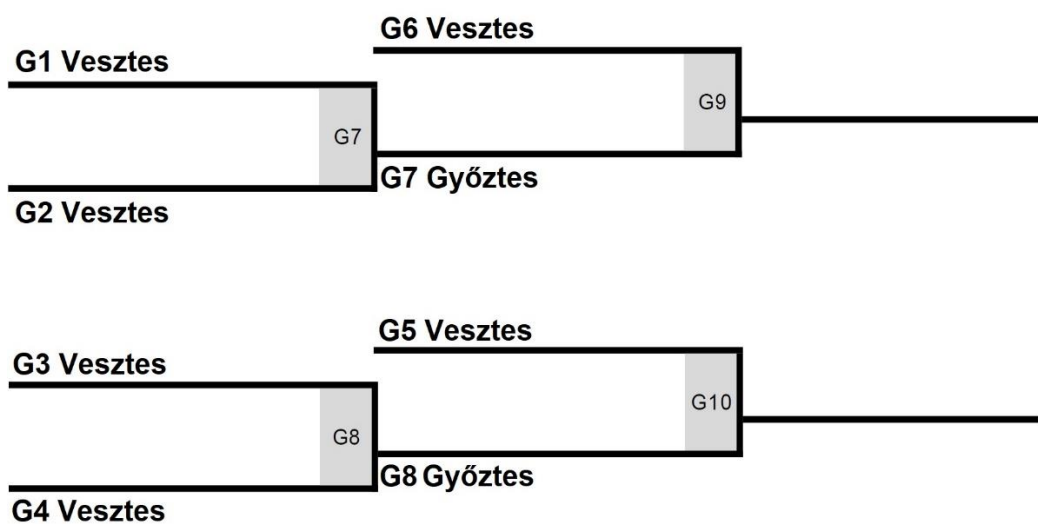 G6 Vesztes
G1 Vesztes
G9
G7
G7 Győztes
G2 Vesztes
G5 Vesztes
G3 Vesztes
G10
G8
G8 Győztes
G4 Vesztes